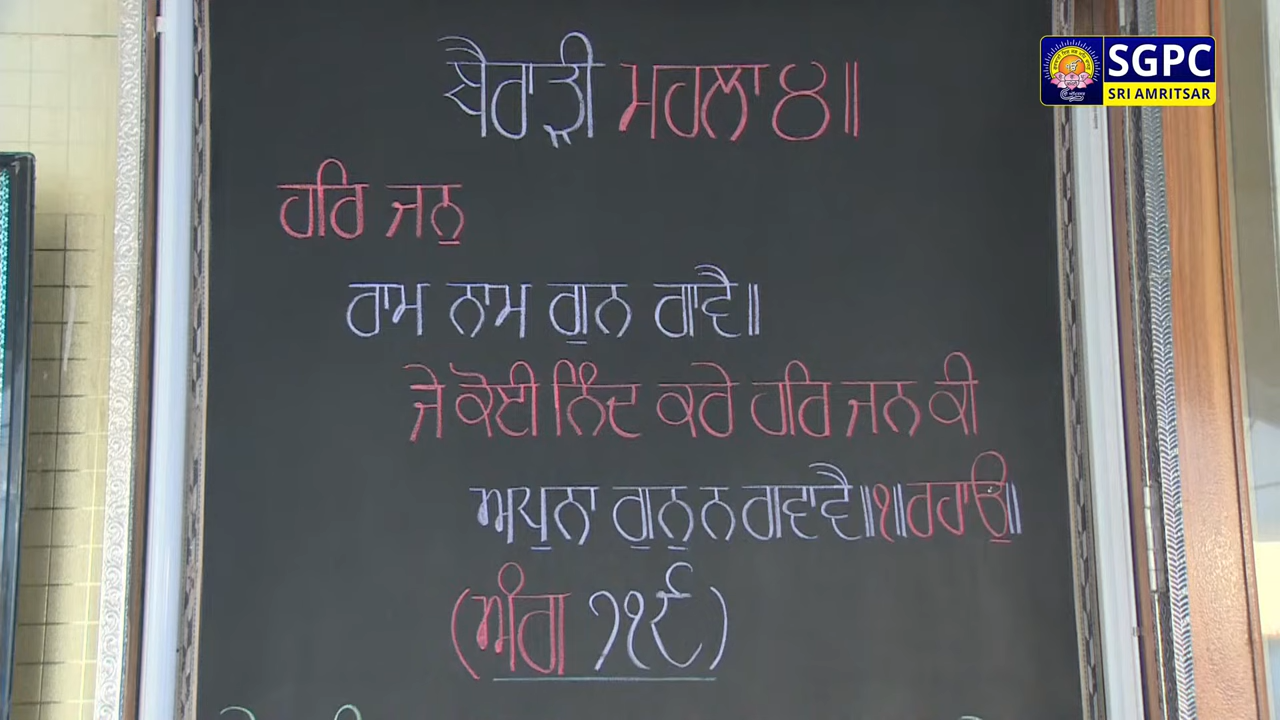 ਬੈਰਾੜੀ ਮਹਲਾ ੪॥
ਹਰਿ ਜਨੁ
ਰਾਮ ਨਾਮ ਗੁਨ ਗਾਵੈ॥
ਜੇ ਕੋਈ ਨਿੰਦ ਕਰੇ ਹਰਿ ਜਨ ਕੀ
ਅਪੁਨਾ ਗੁਨੁ ਨ ਗਵਾਵੈ॥੧॥ਰਹਾਉ॥
(ਅੰਗ ੭੧੯)
SGPC
SRI AMRITSAR